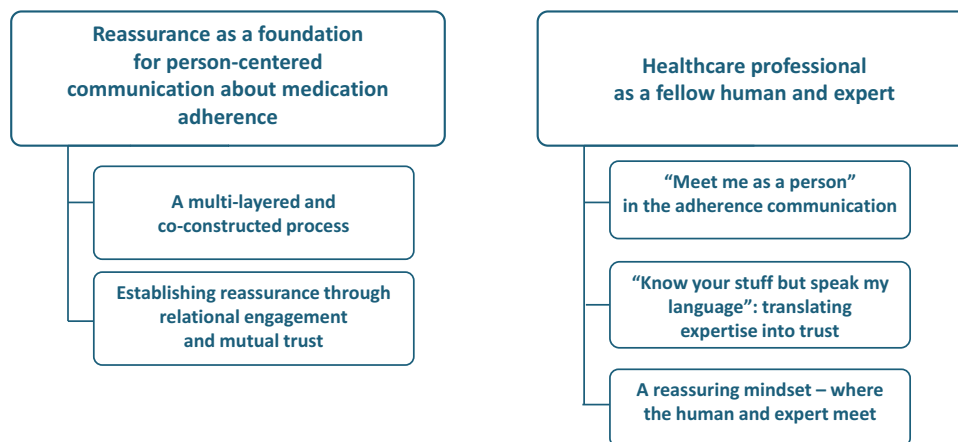 Reassurance as a foundation
for person-centered
communication about medication
adherence
A multi-layered and
co-constructed process
Establishing reassurance through
relational engagement
and mutual trust
Healthcare professional
as a fellow human and expert
“Meet me as a person”
in the adherence communication
“Know your stuff but speak my
language”: translating
expertise into trust
A reassuring mindset – where
the human and expert meet